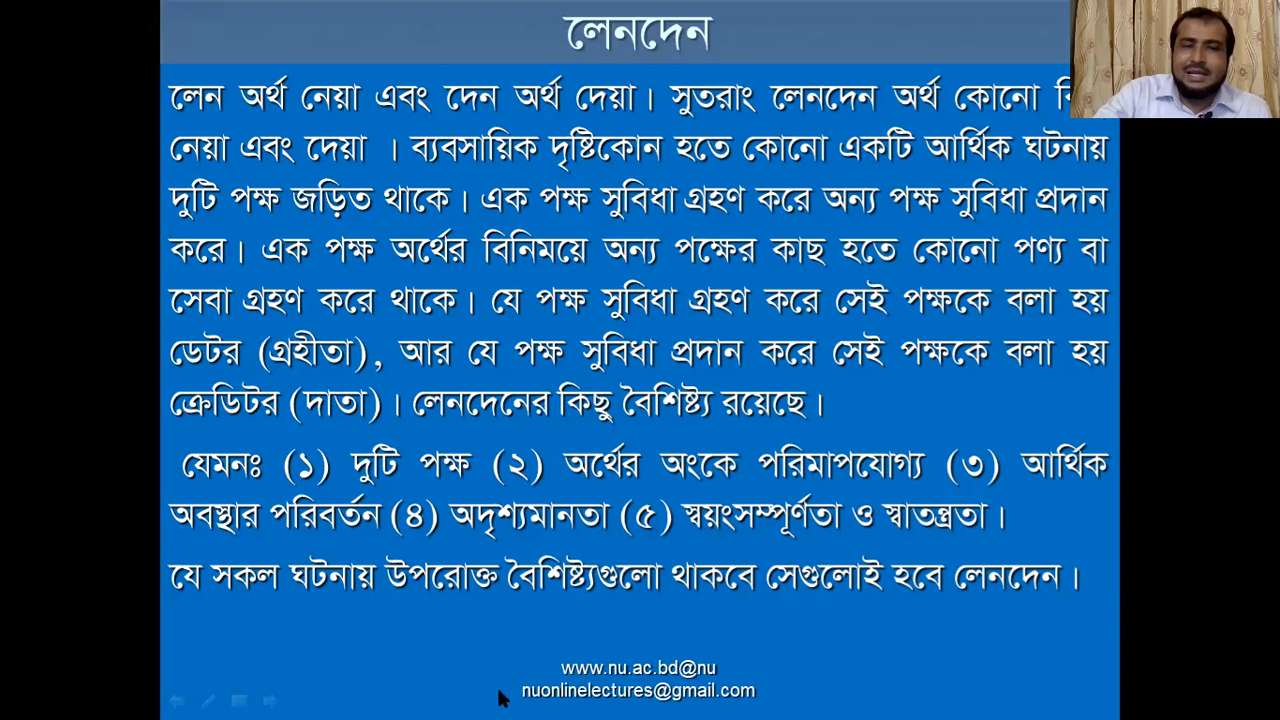 লেনদেন
লেন অর্থ নেয়া এবং দেন অর্থ দেয়া। সুতরাং লেনদেন অর্থ কোনো
নেয়া এবং দেয়া । ব্যবসায়িক দৃষ্টিকোন হতে কোনো একটি আর্থিক ঘটনায়
দুটি পক্ষ জড়িত থাকে। এক পক্ষ সুবিধা গ্রহণ করে অন্য পক্ষ সুবিধা প্রদান
করে। এক পক্ষ অর্থের বিনিময়ে অন্য পক্ষের কাছ হতে কোনো পণ্য বা
সেবা গ্রহণ করে থাকে। যে পক্ষ সুবিধা গ্রহণ করে সেই পক্ষকে বলা হয়
ডেটর (গ্রহীতা), আর যে পক্ষ সুবিধা প্রদান করে সেই পক্ষকে বলা হয়
ক্রেডিটর (দাতা)। লেনদেনের কিছু বৈশিষ্ট্য রয়েছে।
যেমনঃ (১) দুটি পক্ষ (২) অর্থের অংকে পরিমাপযোগ্য (৩) আর্থিক
অবস্থার পরিবর্তন (৪) অদৃশ্যমানতা (৫) স্বয়ংসম্পূর্ণতা ও স্বাতন্ত্রতা।
যে সকল ঘটনায় উপরোক্ত বৈশিষ্ট্যগুলো থাকবে সেগুলোই হবে লেনদেন।
www.nu.ac.bd@nu
nuonlinelectures@gmail.com